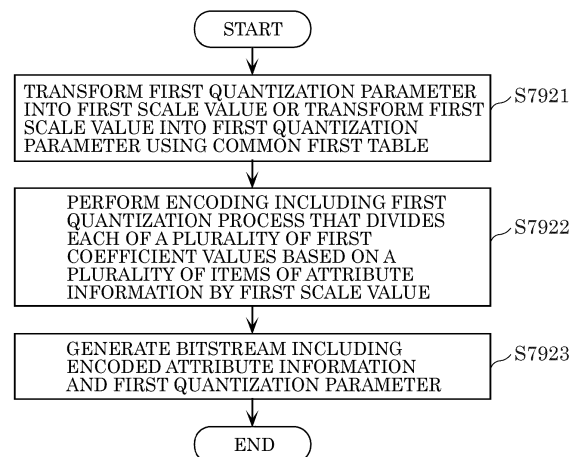 START
TRANSFORM FIRST QUANTIZATION PARAMETER
INTO FIRST SCALE VALUE OR TRANSFORM FIRST
SCALE VALUE INTO FIRST QUANTIZATION
PARAMETER USING COMMON FIRST TABLE
S7921
PERFORM ENCODING INCLUDING FIRST
QUANTIZATION PROCESS THAT DIVIDES
EACH OF A PLURALITY OF FIRST
COEFFICIENT VALUES BASED ON A
PLURALITY OF ITEMS OF ATTRIBUTE
INFORMATION BY FIRST SCALE VALUE
S7922
GENERATE BITSTREAM INCLUDING
ENCODED ATTRIBUTE INFORMATION
AND FIRST QUANTIZATION PARAMETER
S7923
END